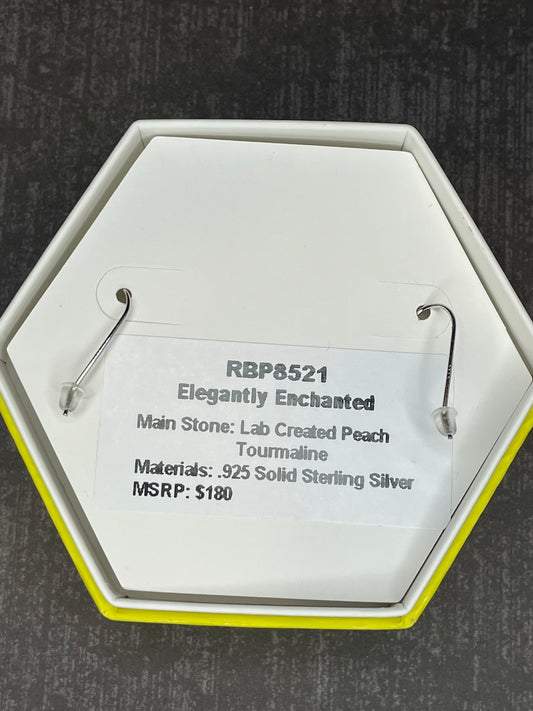 RBP8521
Elegantly Enchanted
Main Stone: Lab Created Peach
Tourmaline
Materials: .925 Solid Sterling Silver
MSRP: $180